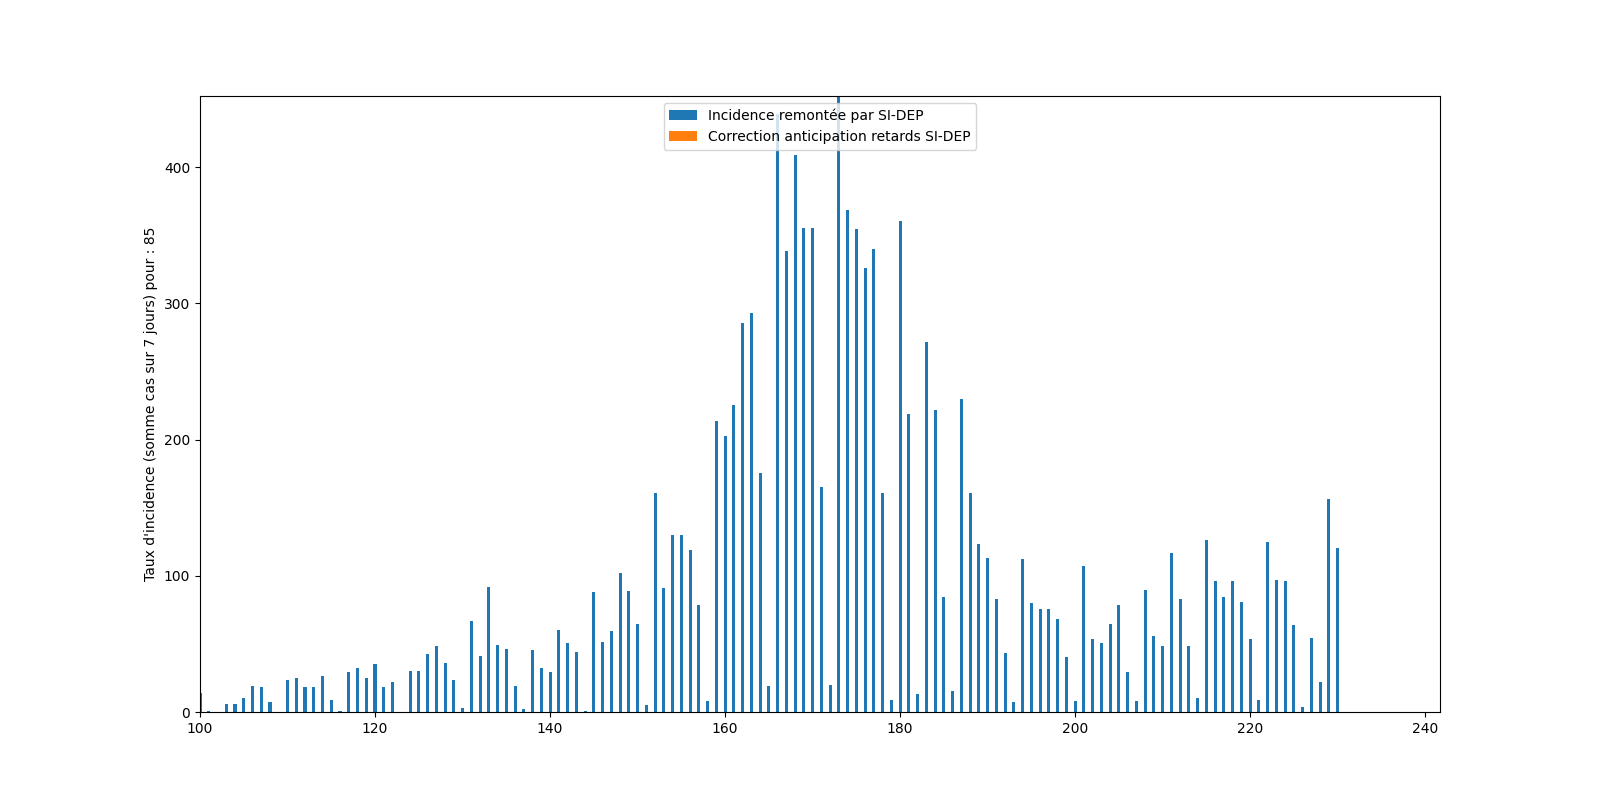 Incidence remontée par SI-DEP
Correction anticipation retards SI-DEP
Taux d'incidence (somme cas sur 7 jours) pour : 85
400
300
200
100
0
100 120 140 160 180 200 220 240